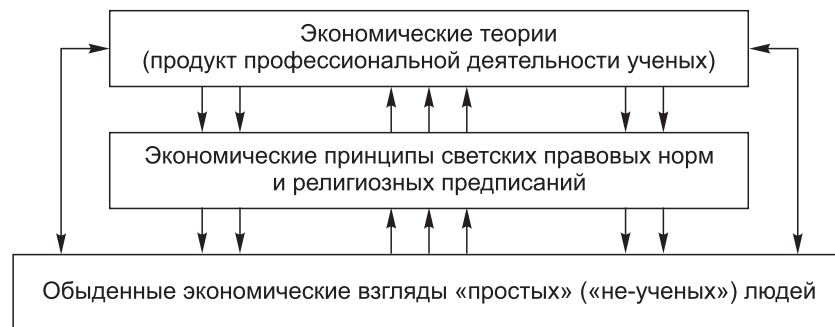 Экономические теории
(продукт профессиональной деятельности ученых)
Экономические принципы светских правовых норм
и религиозных предписаний
Обыденные экономические взгляды «простых» («не-ученых») людей